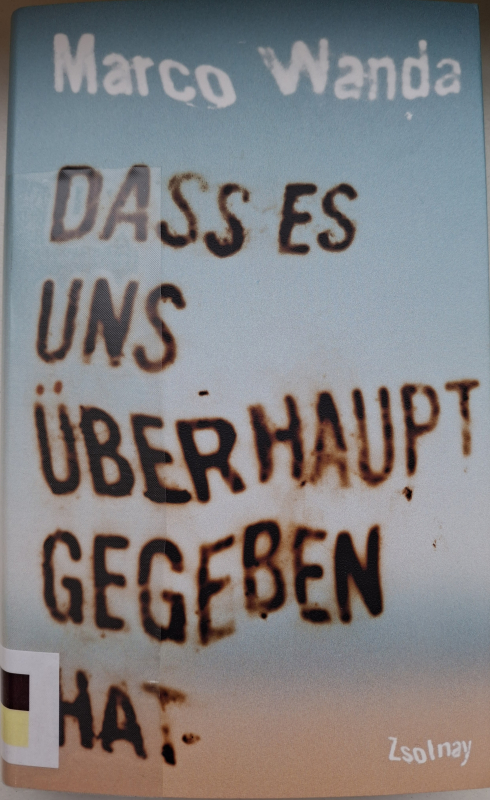 Marco Wanda
DASS ES
UNS
ÜBERHAUPT
GEGEBEN
HAT
Zsolnay